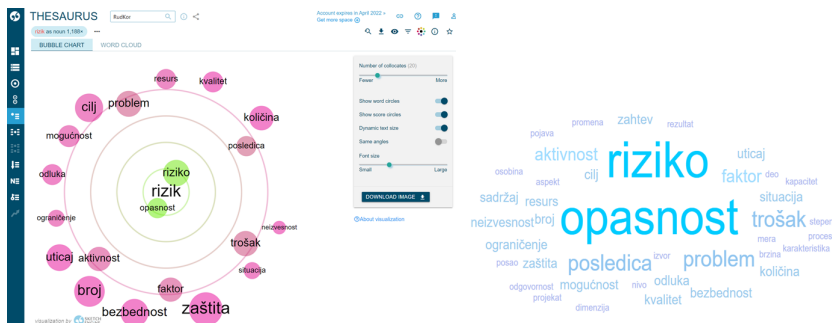 THESAURUS
RudKor
Account expires in April 2022 •
Get more space
rizik as noun 1,188×
•••
BUBBLE CHART
WORD CLOUD
resurs
kvalitet
cilj
problem
količina
mogućnost
posledica
odluka
riziko
rizik
opasnost
ograničenje
neizvesnost
trošak
uticaj
aktivnost
situacija
faktor
broj
bezbednost
zaštita
visualization by
Number of collocates (20)
Fewer
More
Show word circles
Show score circles
Dynamic text size
Same angles
Font size
Small
Large
DOWNLOAD IMAGE
About visualization
promena
zahtev
rezultat
pojava
aktivnost
riziko
uticaj
osobina
cilj
faktor
deo
kapacitet
aspekt
sadržaj
resurs
situacija
neizvesnost
broj
opasnost
trošak
steper
ograničenje
mera
proces
karakteristika
posao
zaštita
posledica
izvor
problem
brzina
količina
odgovornost
mogućnost
nivo
odluka
projekat
kvalitet
bezbednost
dimenzija